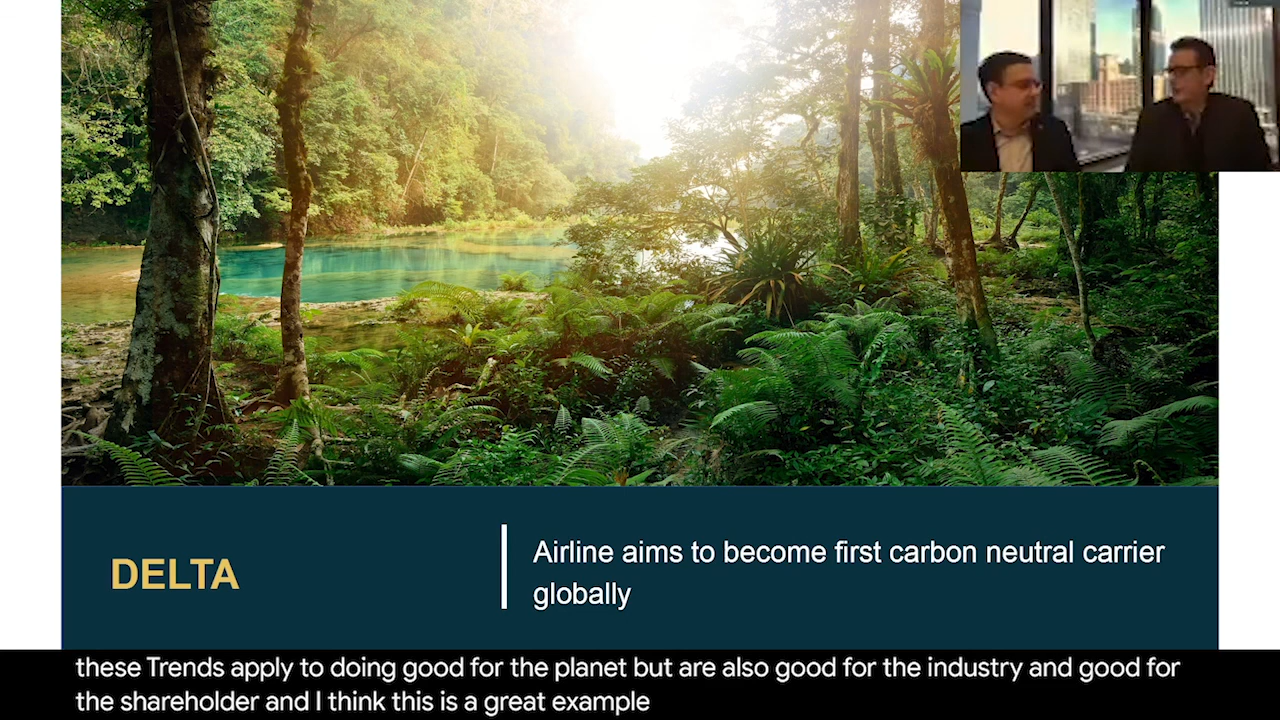 DELTA
Airline aims to become first carbon neutral carrier
globally
these Trends apply to doing good for the planet but are also good for the industry and good for
the shareholder and I think this is a great example